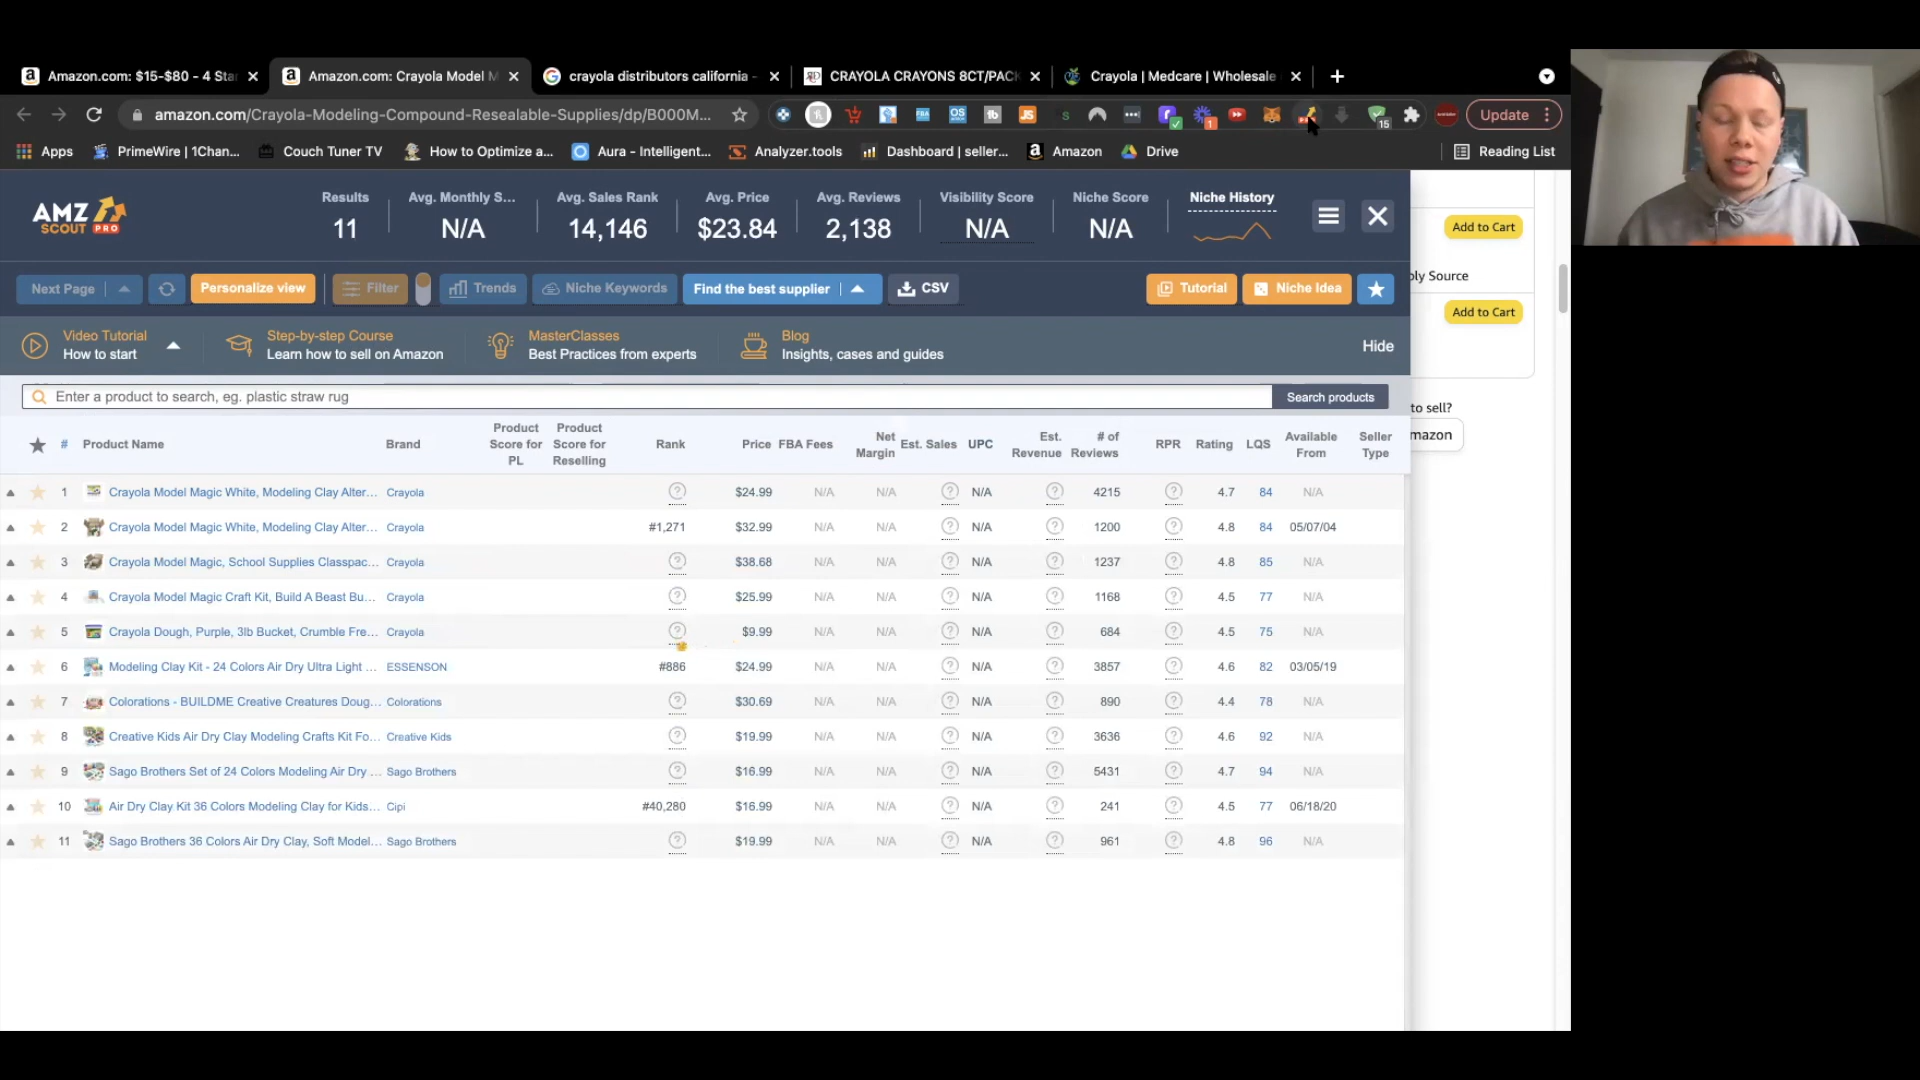 Amazon.com: $15-$80 - 4 Sta
Amazon.com: Crayola Model M
crayola distributors california -
CRAYOLA CRAYONS 8CT/PAC
Crayola | Medcare | Wholesale
amazon.com/Crayola-Modeling-Compound-Resealable-Supplies/dp/B000M...
Update
Apps
PrimeWire | 1Chan...
Couch Tuner TV
How to Optimize a...
Aura - Intelligent...
Analyzer.tools
Dashboard | seller...
Amazon
Drive
Reading List
AMZ SCOUT PRO
Results 11
Avg. Monthly S... N/A
Avg. Sales Rank 14,146
Avg. Price $23.84
Avg. Reviews 2,138
Visibility Score N/A
Niche Score N/A
Niche History
Next Page
Personalize view
Filter
Trends
Niche Keywords
Find the best supplier
CSV
Tutorial
Niche Idea
Video Tutorial
How to start
Step-by-step Course
Learn how to sell on Amazon
MasterClasses
Best Practices from experts
Blog
Insights, cases and guides
Hide
Enter a product to search, eg. plastic straw rug
Search products
# Product Name Brand Product Score for PL Product Score for Reselling Rank Price FBA Fees Net Margin Est. Sales UPC Est. Revenue # of Reviews RPR Rating LQS Available From Seller Type
1 Crayola Model Magic White, Modeling Clay Alter... Crayola ? $24.99 N/A N/A ? N/A ? 4215 ? 4.7 84 N/A
2 Crayola Model Magic White, Modeling Clay Alter... Crayola #1,271 $32.99 N/A N/A ? N/A ? 1200 ? 4.8 84 05/07/04
3 Crayola Model Magic, School Supplies Classpac... Crayola ? $38.68 N/A N/A ? N/A ? 1237 ? 4.8 85 N/A
4 Crayola Model Magic Craft Kit, Build A Beast Bu... Crayola ? $25.99 N/A N/A ? N/A ? 1168 ? 4.5 77 N/A
5 Crayola Dough, Purple, 3lb Bucket, Crumble Fre... Crayola ? $9.99 N/A N/A ? N/A ? 684 ? 4.5 75 N/A
6 Modeling Clay Kit - 24 Colors Air Dry Ultra Light ... ESSENSON #886 $24.99 N/A N/A ? N/A ? 3857 ? 4.6 82 03/05/19
7 Colorations - BUILDME Creative Creatures Doug... Colorations ? $30.69 N/A N/A ? N/A ? 890 ? 4.4 78 N/A
8 Creative Kids Air Dry Clay Modeling Crafts Kit Fo... Creative Kids ? $19.99 N/A N/A ? N/A ? 3636 ? 4.6 92 N/A
9 Sago Brothers Set of 24 Colors Modeling Air Dry ... Sago Brothers ? $16.99 N/A N/A ? N/A ? 5431 ? 4.7 94 N/A
10 Air Dry Clay Kit 36 Colors Modeling Clay for Kids... Cipi #40,280 $16.99 N/A N/A ? N/A ? 241 ? 4.5 77 06/18/20
11 Sago Brothers 36 Colors Air Dry Clay, Soft Model... Sago Brothers ? $19.99 N/A N/A ? N/A ? 961 ? 4.8 96 N/A
Add to Cart
ply Source
Add to Cart
to sell?
mazon